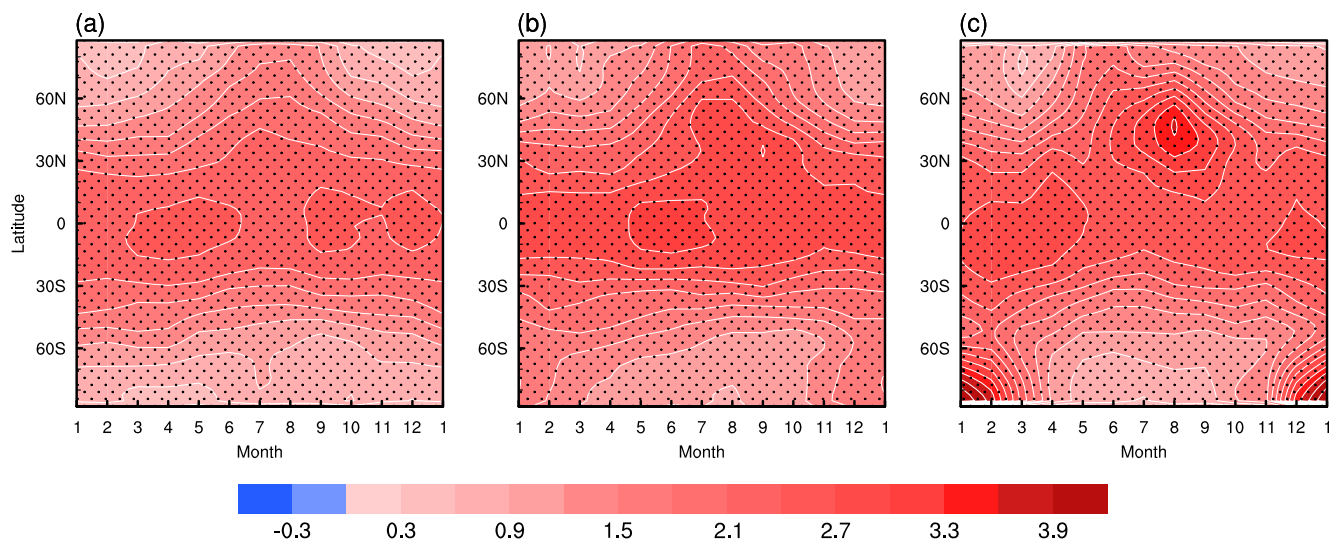 (a) (b) (c)
60N 60N 60N
30N 30N 30N
Latitude
0 0 0
30S 30S 30S
60S 60S 60S
1 2 3 4 5 6 7 8 9 10 11 12 1 1 2 3 4 5 6 7 8 9 10 11 12 1 1 2 3 4 5 6 7 8 9 10 11 12 1
Month Month Month
-0.3 0.3 0.9 1.5 2.1 2.7 3.3 3.9